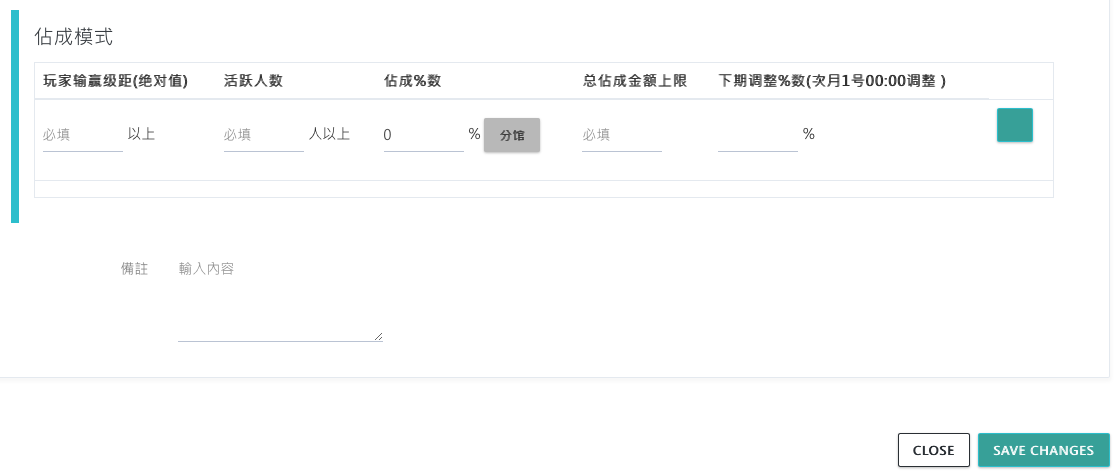 佔成模式
玩家输赢级距(绝对值) 活跃人数 佔成%数 总佔成金额上限 下期调整%数(次月1号00:00调整 )
必填 以上 必填 人以上 0 % 分馆 必填 %
備註 輸入內容
CLOSE SAVE CHANGES